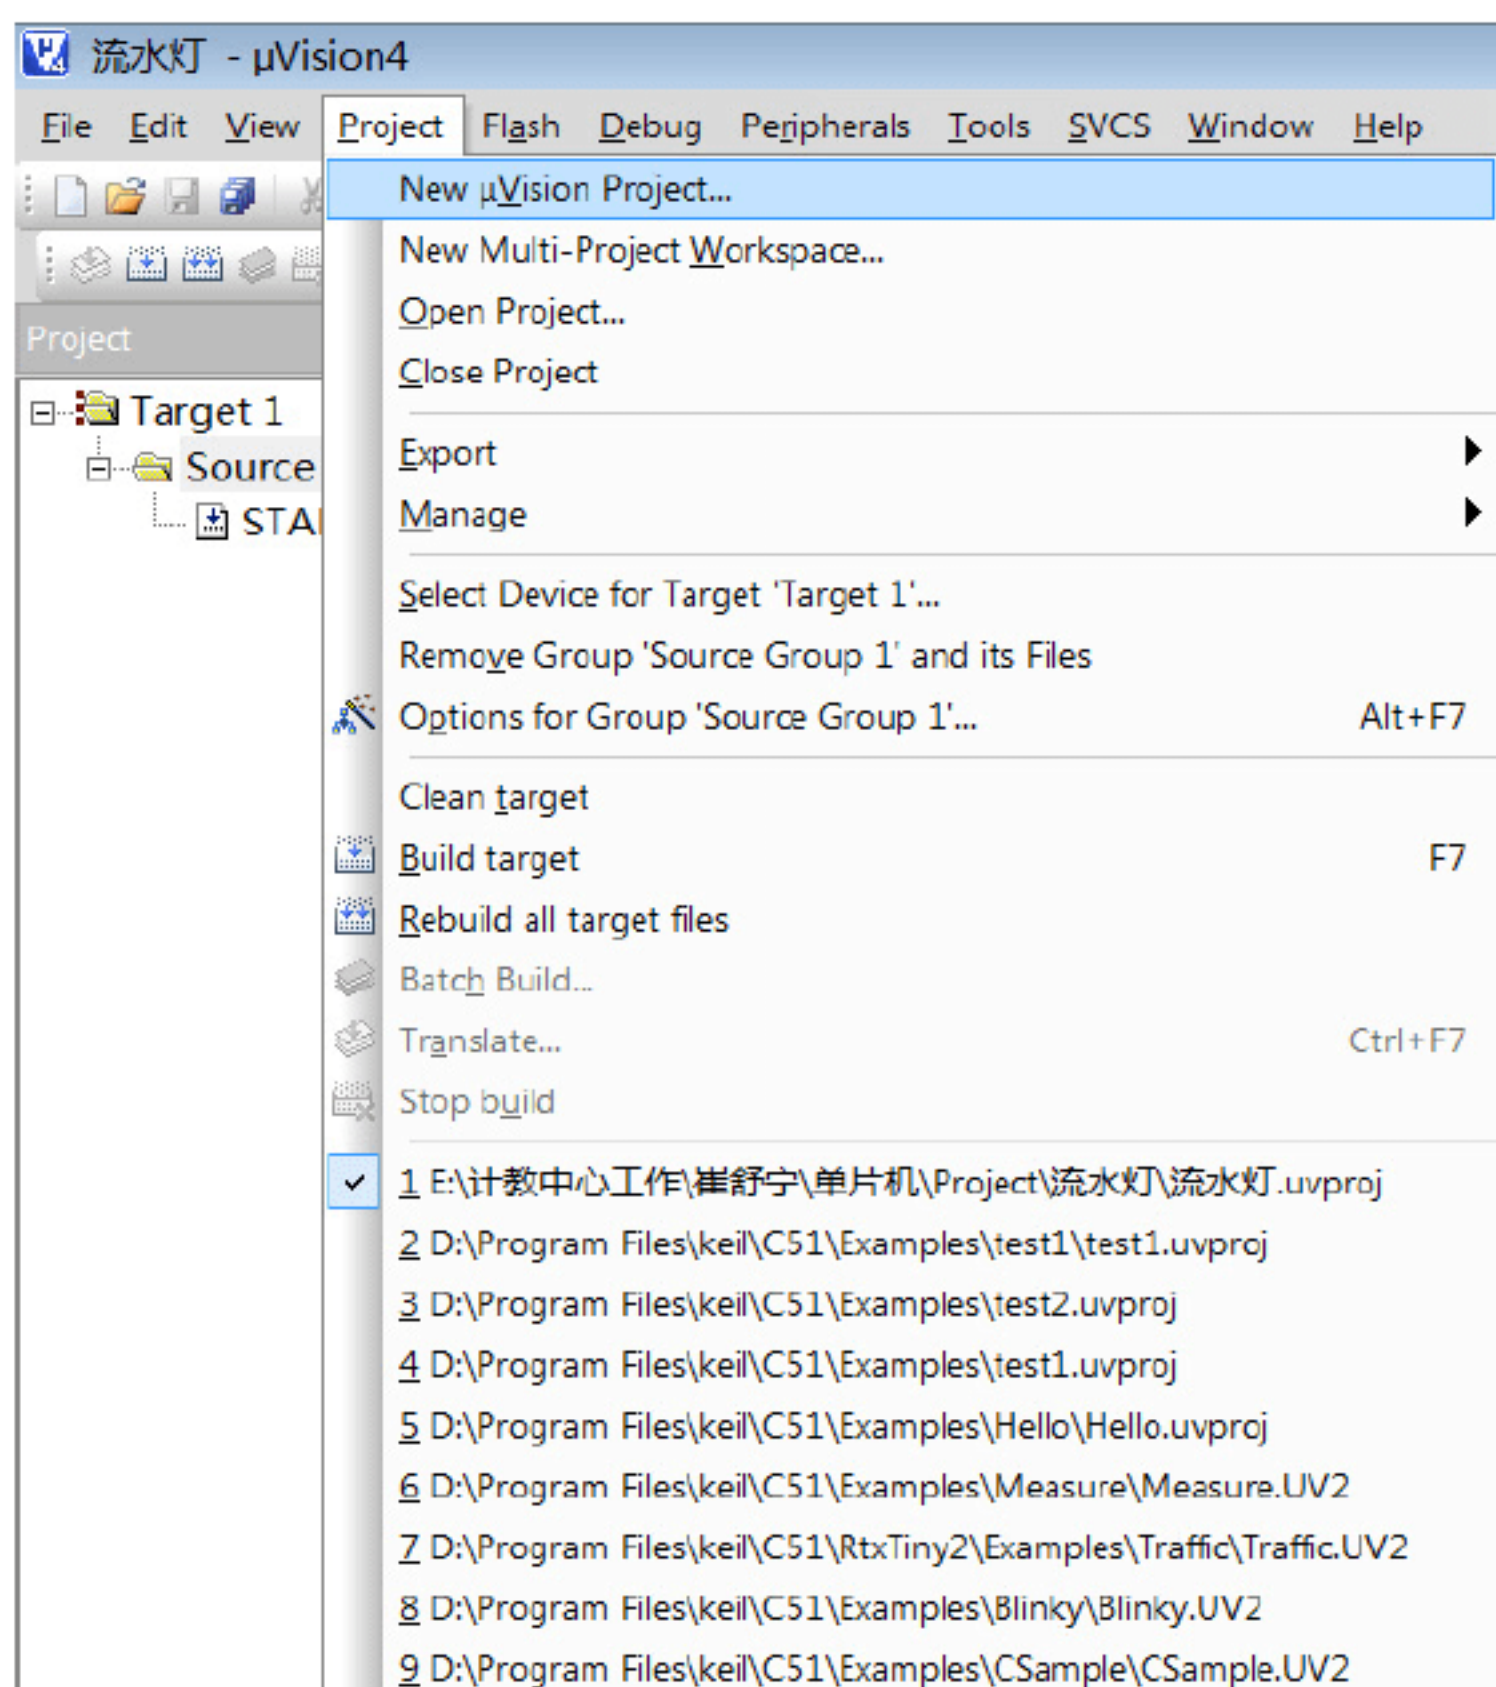 流水灯 - µVision4
File Edit View Project Flash Debug Peripherals Tools SVCS Window Help
New µVision Project...
New Multi-Project Workspace...
Open Project...
Project
Close Project
Target 1
Export
Source
Manage
STA
Select Device for Target 'Target 1'...
Remove Group 'Source Group 1' and its Files
Options for Group 'Source Group 1'... Alt+F7
Clean target
Build target F7
Rebuild all target files
Batch Build...
Translate... Ctrl+F7
Stop build
1 E:\计教中心工作\崔舒宁\单片机\Project\流水灯\流水灯.uvproj
2 D:\Program Files\keil\C51\Examples\test1\test1.uvproj
3 D:\Program Files\keil\C51\Examples\test2.uvproj
4 D:\Program Files\keil\C51\Examples\test1.uvproj
5 D:\Program Files\keil\C51\Examples\Hello\Hello.uvproj
6 D:\Program Files\keil\C51\Examples\Measure\Measure.UV2
7 D:\Program Files\keil\C51\RtxTiny2\Examples\Traffic\Traffic.UV2
8 D:\Program Files\keil\C51\Examples\Blinky\Blinky.UV2
9 D:\Program Files\keil\C51\Examples\CSample\CSample.UV2